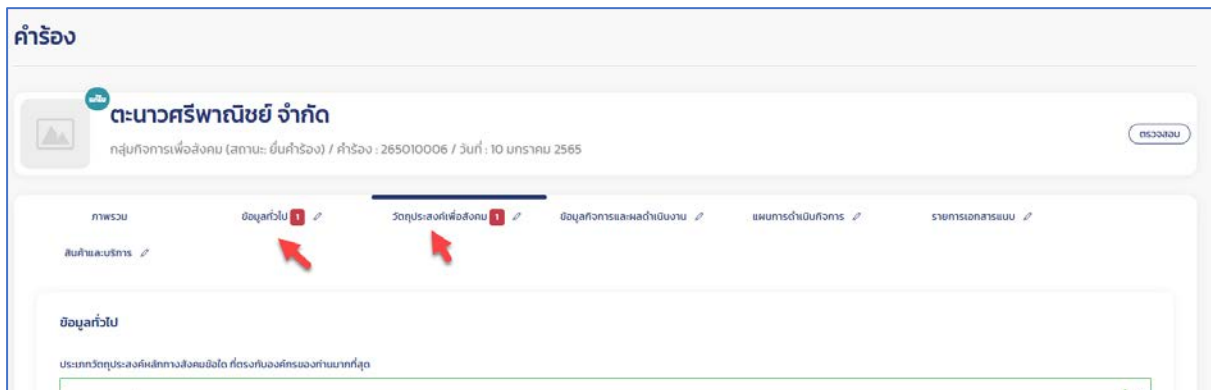 คำร้อง
แก้ไข
ตะนาวศรีพาณิชย์ จำกัด
กลุ่มกิจการเพื่อสังคม (สถานะ: ยื่นคำร้อง) / คำร้อง : 265010006 / วันที่ : 10 มกราคม 2565
ตรวจสอบ
ภาพรวม ข้อมูลทั่วไป 1 วัตถุประสงค์เพื่อสังคม 1 ข้อมูลกิจการและผลดำเนินงาน แผนการดำเนินกิจการ รายการเอกสารแนบ
สินค้าและบริการ
ข้อมูลทั่วไป
ประเภทวัตถุประสงค์หลักทางสังคมข้อใด ที่ตรงกับองค์กรของท่านมากที่สุด